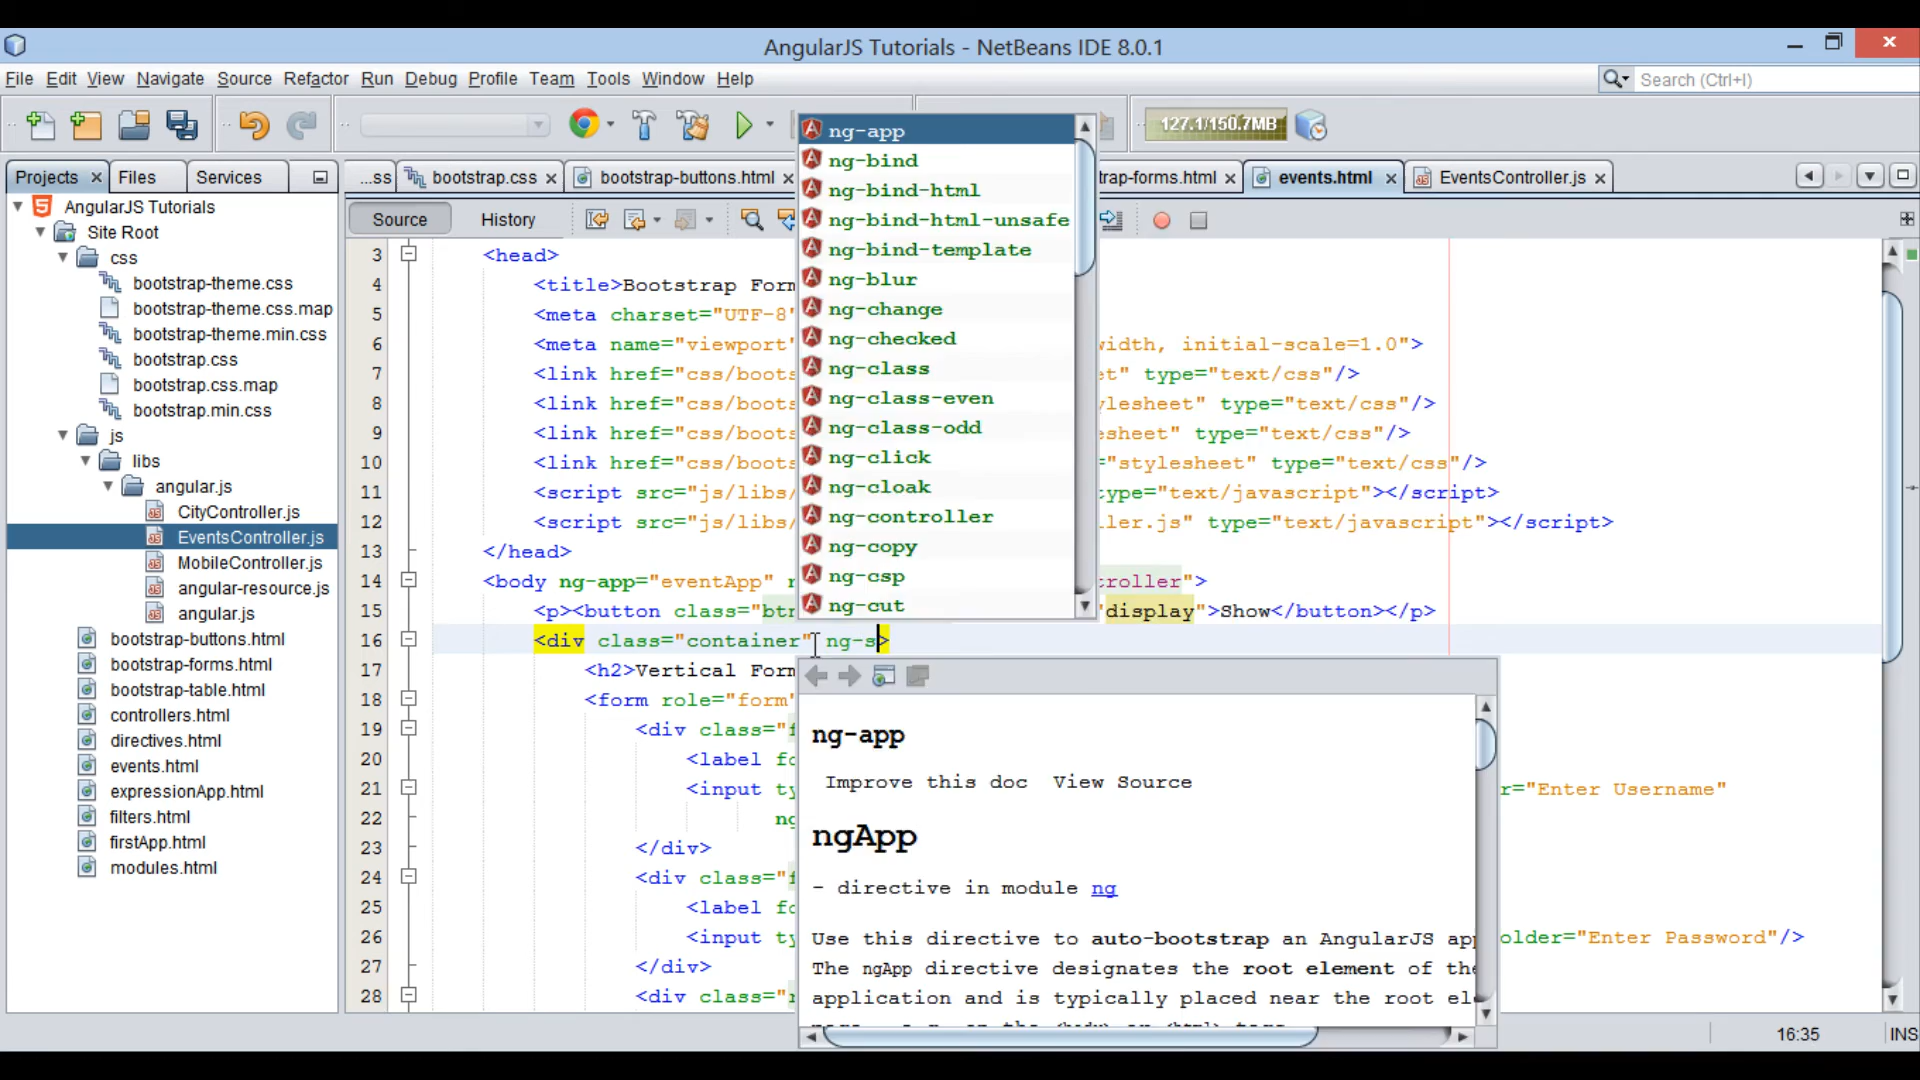 AngularJS Tutorials - NetBeans IDE 8.0.1
File Edit View Navigate Source Refactor Run Debug Profile Team Tools Window Help
Search (Ctrl+I)
127.1/150.7MB
Projects Files Services
...ss bootstrap.css bootstrap-buttons.html rap-forms.html events.html EventsController.js
Source History
AngularJS Tutorials
Site Root
css
bootstrap-theme.css
bootstrap-theme.css.map
bootstrap-theme.min.css
bootstrap.css
bootstrap.css.map
bootstrap.min.css
js
libs
angular.js
CityController.js
EventsController.js
MobileController.js
angular-resource.js
angular.js
bootstrap-buttons.html
bootstrap-forms.html
bootstrap-table.html
controllers.html
directives.html
events.html
expressionApp.html
filters.html
firstApp.html
modules.html
3 <head>
4 <title>Bootstrap Form
5 <meta charset="UTF-8"
6 <meta name="viewport" width, initial-scale=1.0">
7 <link href="css/boots et" type="text/css"/>
8 <link href="css/boots ylesheet" type="text/css"/>
9 <link href="css/boots esheet" type="text/css"/>
10 <link href="css/boots ="stylesheet" type="text/css"/>
11 <script src="js/libs/ type="text/javascript"></script>
12 <script src="js/libs/ ller.js" type="text/javascript"></script>
13 </head>
14 <body ng-app="eventApp" n troller">
15 <p><button class="btn "display">Show</button></p>
16 <div class="container" ng-s>
17 <h2>Vertical Form
18 <form role="form"
19 <div class="f
20 <label fo
21 <input ty r="Enter Username"
22 ng
23 </div>
24 <div class="f
25 <label fo
26 <input ty older="Enter Password"/>
27 </div>
28 <div class="
ng-app
ng-bind
ng-bind-html
ng-bind-html-unsafe
ng-bind-template
ng-blur
ng-change
ng-checked
ng-class
ng-class-even
ng-class-odd
ng-click
ng-cloak
ng-controller
ng-copy
ng-csp
ng-cut
ng-app
Improve this doc View Source
ngApp
- directive in module ng
Use this directive to auto-bootstrap an AngularJS app
The ngApp directive designates the root element of the
application and is typically placed near the root el
16:35 INS